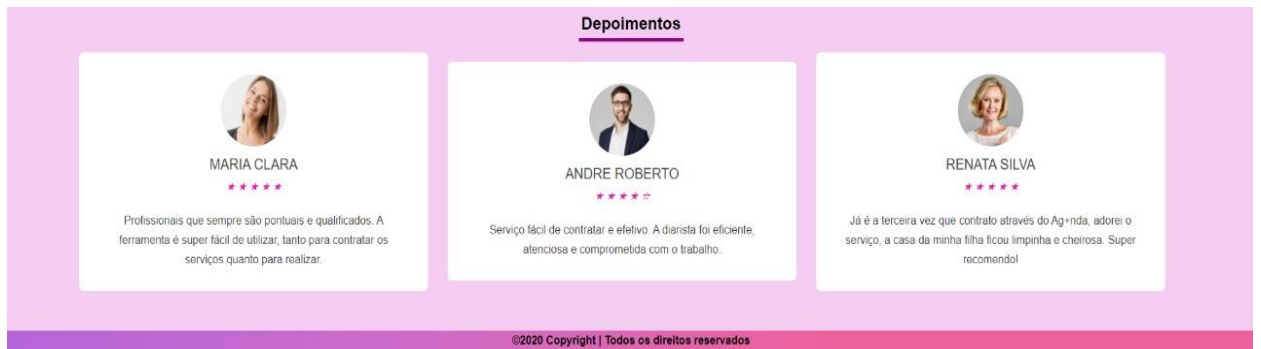 Depoimentos
MARIA CLARA
★ ★ ★ ★ ★
Profissionais que sempre são pontuais e qualificados. A
ferramenta é super fácil de utilizar, tanto para contratar os
serviços quanto para realizar.
ANDRE ROBERTO
★ ★ ★ ★ ☆
Serviço fácil de contratar e efetivo. A diarista foi eficiente,
atenciosa e comprometida com o trabalho.
RENATA SILVA
★ ★ ★ ★ ★
Já é a terceira vez que contrato através do Ag+nda, adorei o
serviço, a casa da minha filha ficou limpinha e cheirosa. Super
recomendo!
©2020 Copyright | Todos os direitos reservados